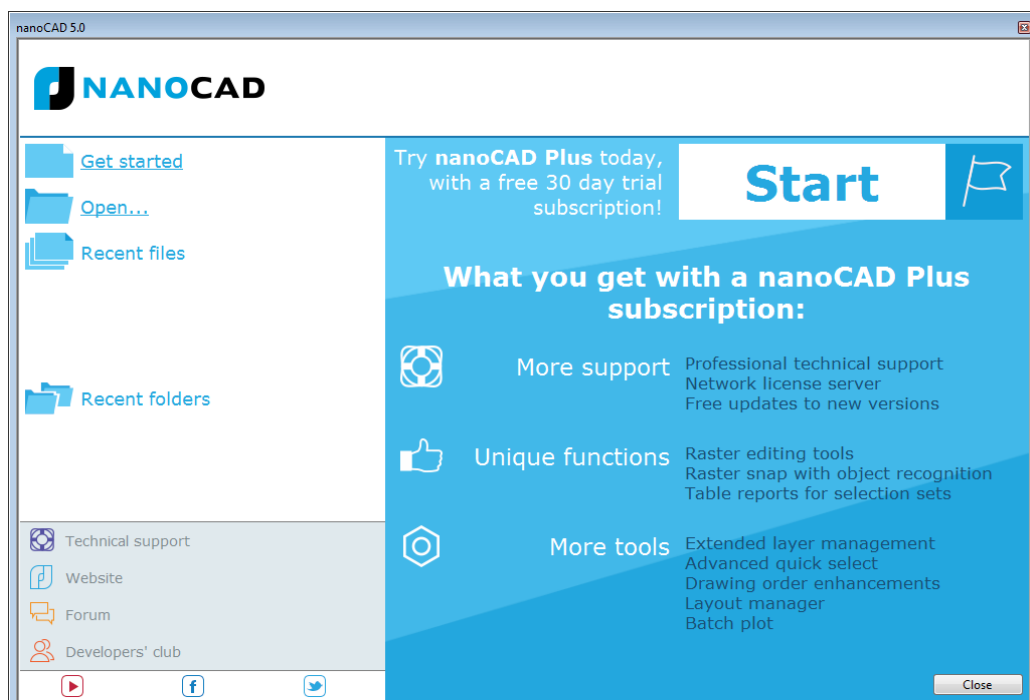 nanoCAD 5.0
NANOCAD
Get started
Open...
Recent files
Recent folders
Technical support
Website
Forum
Developers' club
Try nanoCAD Plus today,
with a free 30 day trial
subscription!
Start
What you get with a nanoCAD Plus
subscription:
More support
Professional technical support
Network license server
Free updates to new versions
Unique functions
Raster editing tools
Raster snap with object recognition
Table reports for selection sets
More tools
Extended layer management
Advanced quick select
Drawing order enhancements
Layout manager
Batch plot
Close